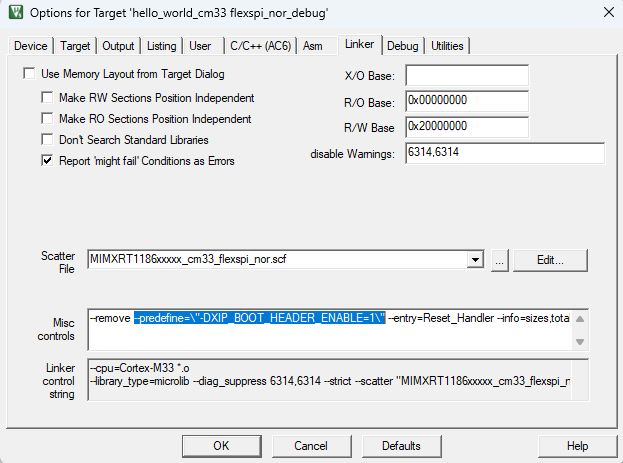 Options for Target 'hello_world_cm33 flexspi_nor_debug'
Device Target Output Listing User C/C++ (AC6) Asm Linker Debug Utilities
Use Memory Layout from Target Dialog
Make RW Sections Position Independent
Make RO Sections Position Independent
Don't Search Standard Libraries
Report 'might fail' Conditions as Errors
X/O Base:
R/O Base: 0x00000000
R/W Base 0x20000000
disable Warnings: 6314,6314
Scatter File
MIMXRT1186xxxxx_cm33_flexspi_nor.scf
... Edit...
Misc controls
--remove --predefine=\"-DXIP_BOOT_HEADER_ENABLE=1\" --entry=Reset_Handler --info=sizes,tota
Linker control string
--cpu=Cortex-M33 *.o
--library_type=microlib --diag_suppress 6314,6314 --strict --scatter "MIMXRT1186xxxxx_cm33_flexspi_n
OK Cancel Defaults Help